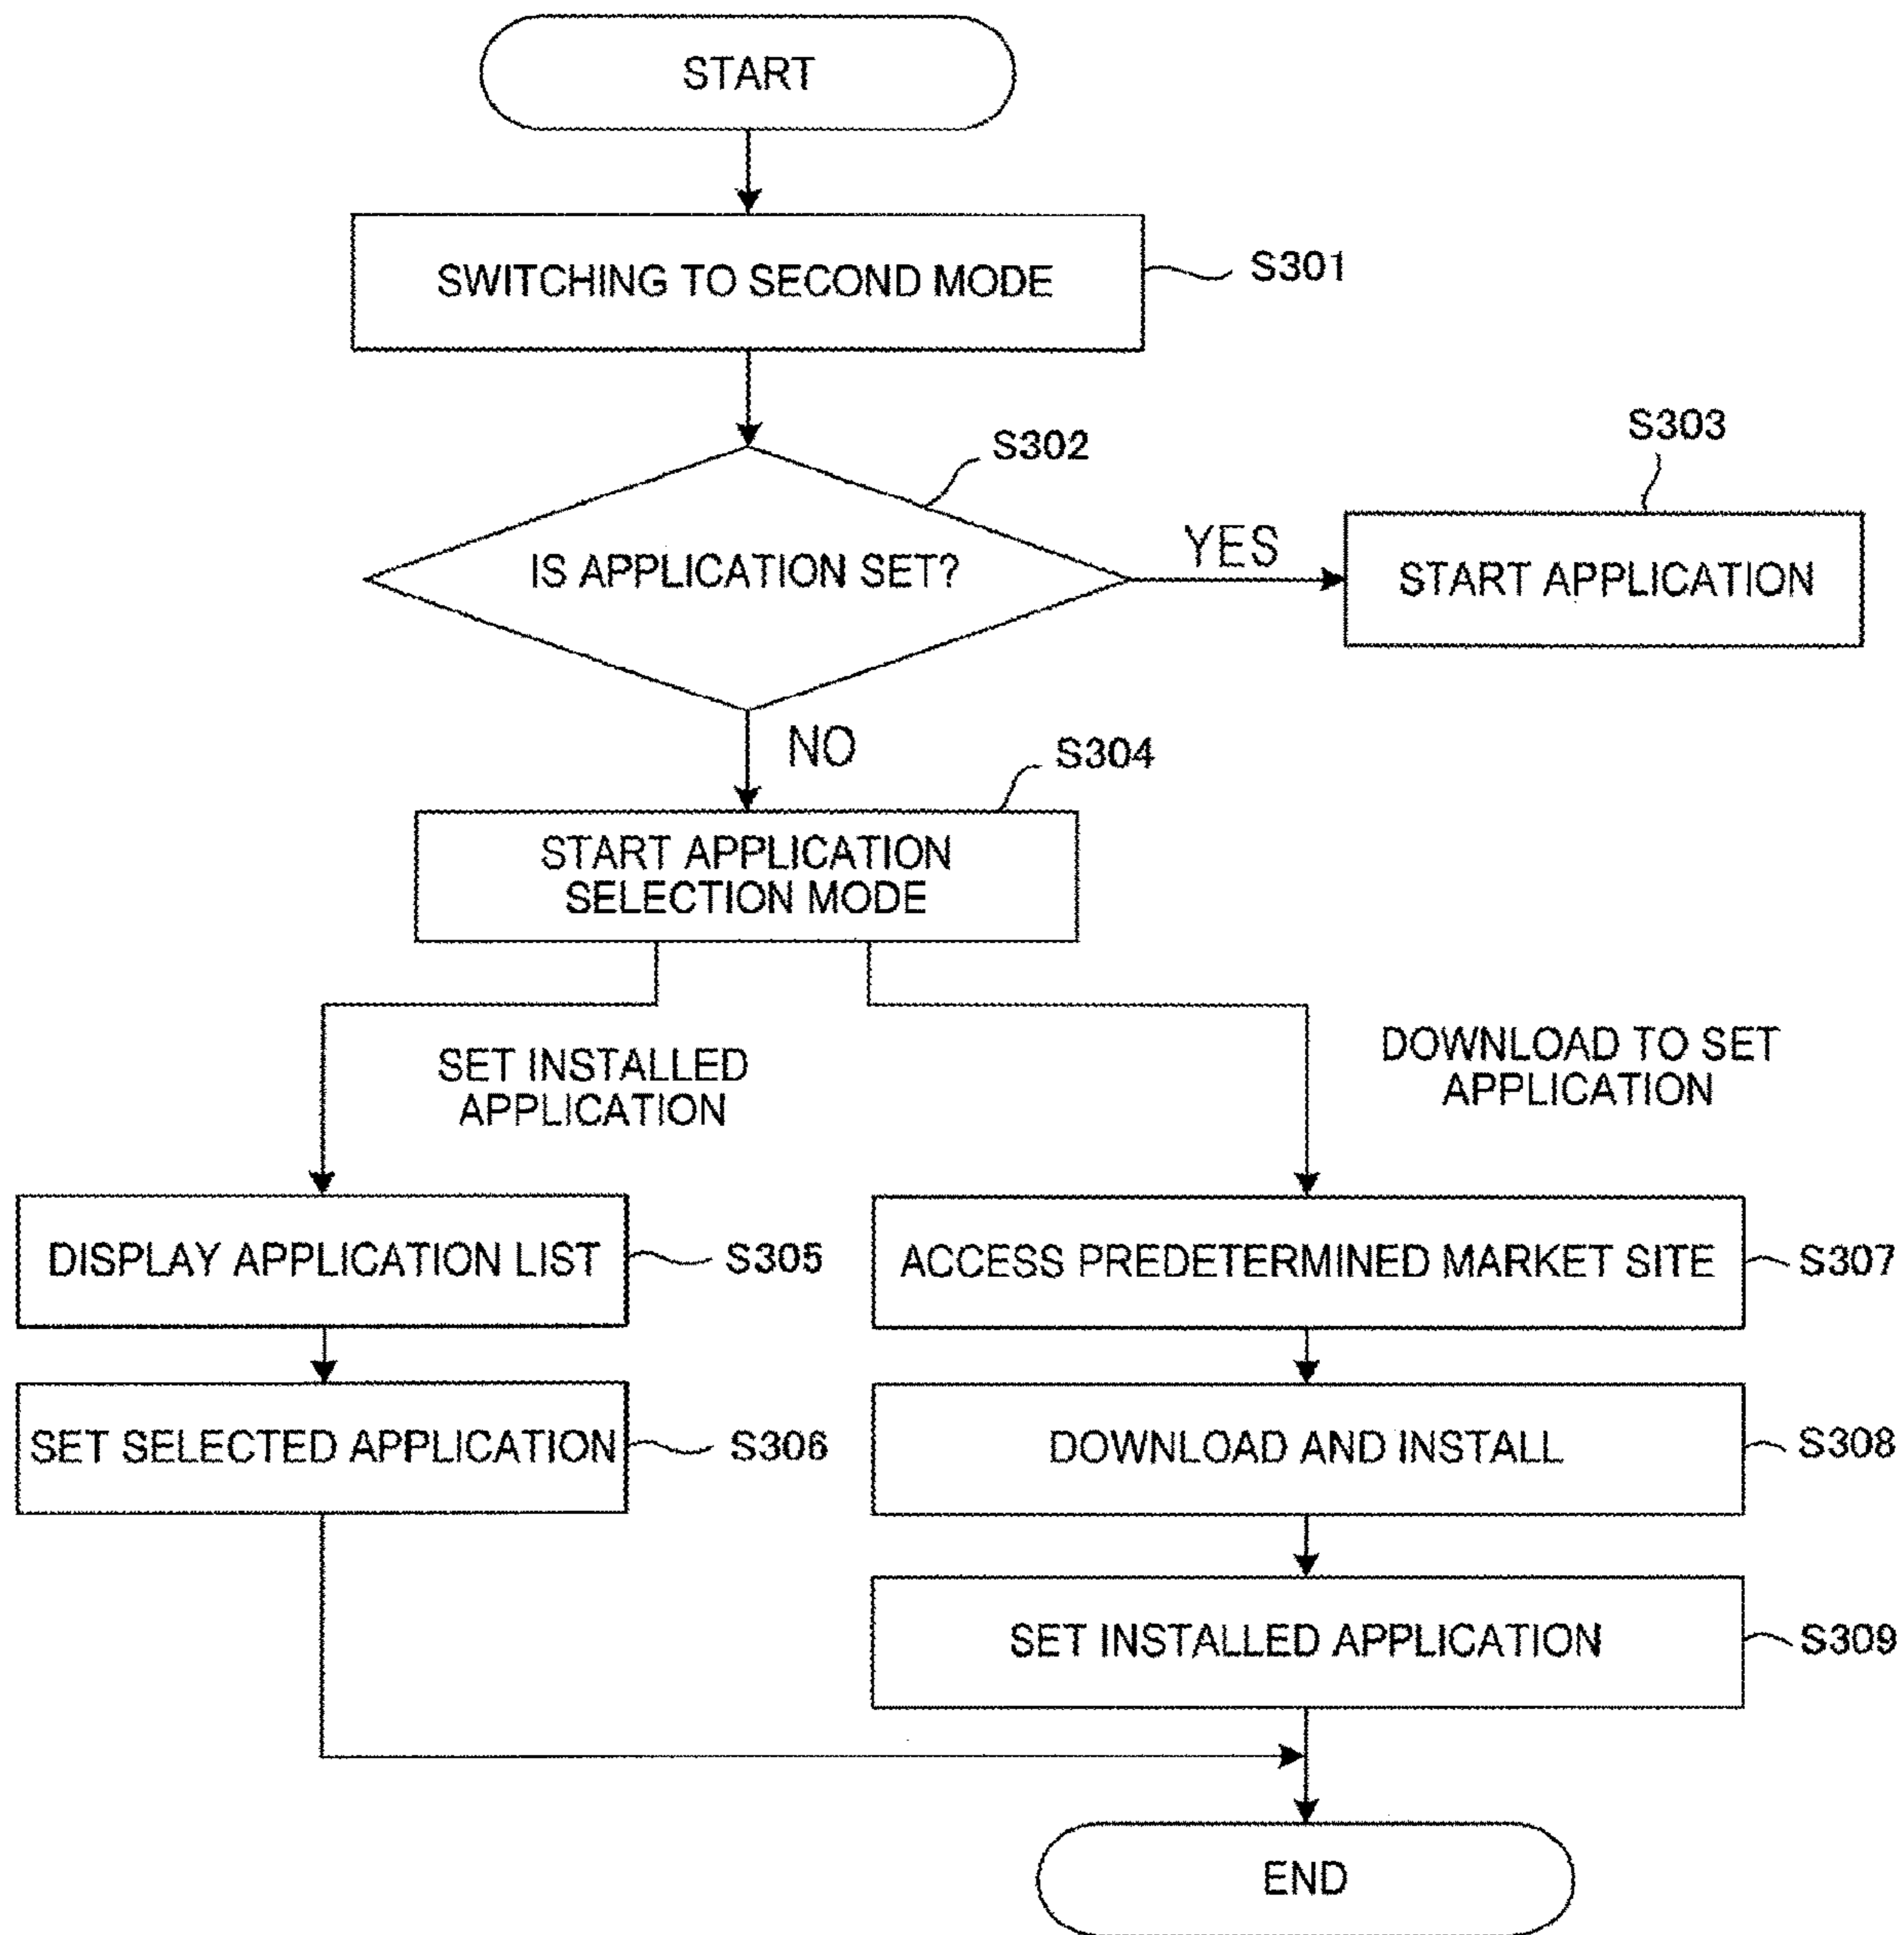 START
SWITCHING TO SECOND MODE
S301
S302
IS APPLICATION SET?
YES
S303
START APPLICATION
NO
S304
START APPLICATION
SELECTION MODE
SET INSTALLED
APPLICATION
DOWNLOAD TO SET
APPLICATION
DISPLAY APPLICATION LIST
S305
ACCESS PREDETERMINED MARKET SITE
S307
SET SELECTED APPLICATION
S306
DOWNLOAD AND INSTALL
S308
SET INSTALLED APPLICATION
S309
END